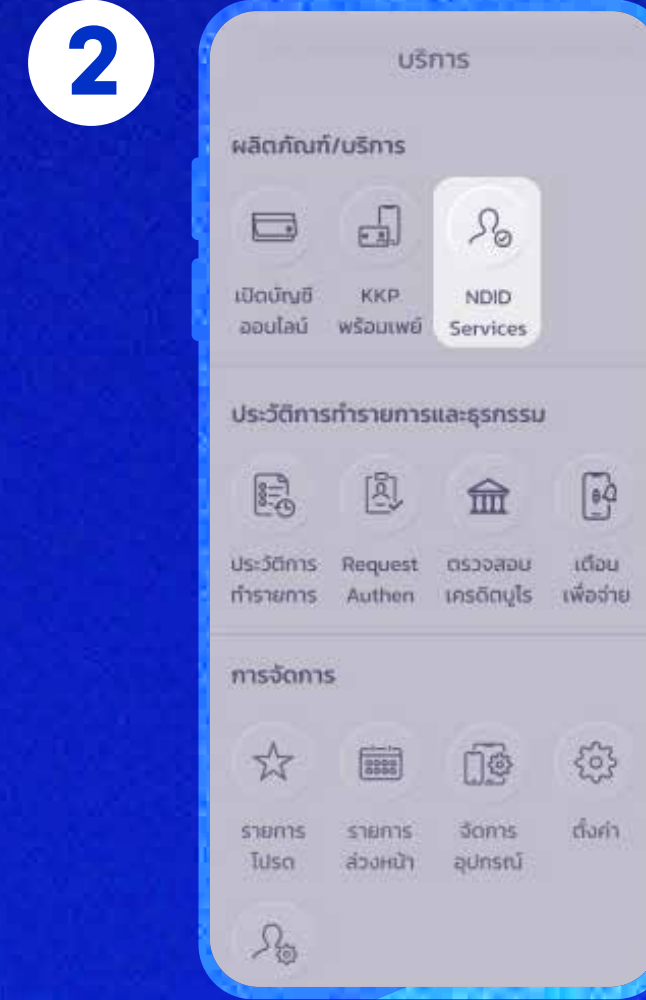 2
บริการ
ผลิตภัณฑ์/บริการ
เปิดบัญชี
ออนไลน์
KKP
พร้อมเพย์
NDID
Services
ประวัติการทำรายการและธุรกรรม
ประวัติการ
ทำรายการ
Request
Authen
ตรวจสอบ
เครดิตบูโร
เตือน
เพื่อจ่าย
การจัดการ
รายการ
โปรด
รายการ
ล่วงหน้า
จัดการ
อุปกรณ์
ตั้งค่า